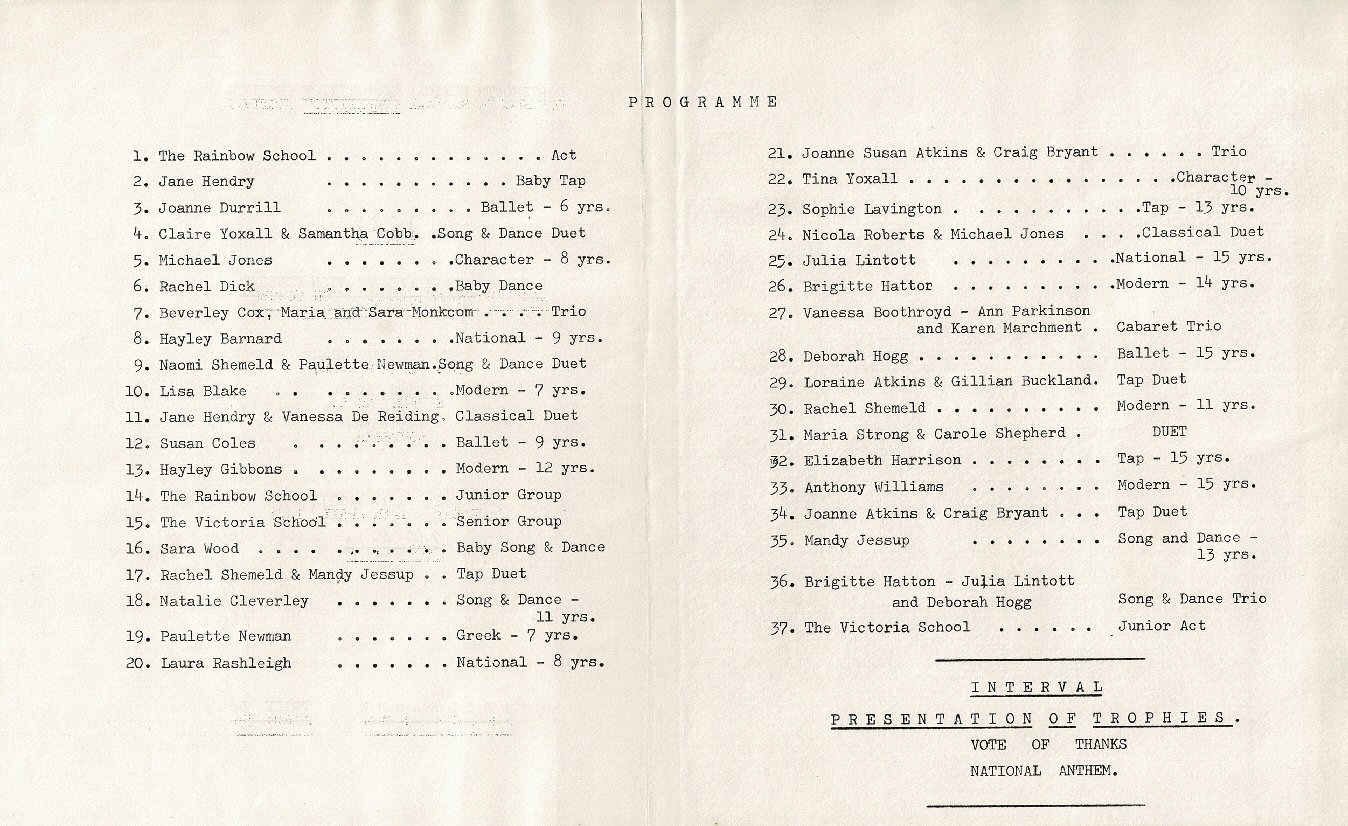 P R O G R A M M E
1. The Rainbow School . . . . . . . . . . . . . Act
2. Jane Hendry . . . . . . . . . . . Baby Tap
3. Joanne Durrill . . . . . . . . . Ballet - 6 yrs.
4. Claire Yoxall & Samantha Cobb. .Song & Dance Duet
5. Michael Jones . . . . . . . .Character - 8 yrs.
6. Rachel Dick . . . . . . . .Baby Dance
7. Beverley Cox, Maria and Sara Monkcom . . . . Trio
8. Hayley Barnard . . . . . . . .National - 9 yrs.
9. Naomi Shemeld & Paulette Newman.Song & Dance Duet
10. Lisa Blake . . . . . . . . . .Modern - 7 yrs.
11. Jane Hendry & Vanessa De Reiding. Classical Duet
12. Susan Coles . . . . . . . . Ballet - 9 yrs.
13. Hayley Gibbons . . . . . . . . . Modern - 12 yrs.
14. The Rainbow School . . . . . . . Junior Group
15. The Victoria School . . . . . . . Senior Group
16. Sara Wood . . . . . . . . . . Baby Song & Dance
17. Rachel Shemeld & Mandy Jessup . . Tap Duet
18. Natalie Cleverley . . . . . . . Song & Dance -
11 yrs.
19. Paulette Newman . . . . . . . Greek - 7 yrs.
20. Laura Rashleigh . . . . . . . National - 8 yrs.
21. Joanne Susan Atkins & Craig Bryant . . . . . . Trio
22. Tina Yoxall . . . . . . . . . . . . . . . .Character -
10 yrs.
23. Sophie Lavington . . . . . . . . . . .Tap - 13 yrs.
24. Nicola Roberts & Michael Jones . . . .Classical Duet
25. Julia Lintott . . . . . . . . . .National - 15 yrs.
26. Brigitte Hattor . . . . . . . . . .Modern - 14 yrs.
27. Vanessa Boothroyd - Ann Parkinson
and Karen Marchment . Cabaret Trio
28. Deborah Hogg . . . . . . . . . . . Ballet - 15 yrs.
29. Loraine Atkins & Gillian Buckland. Tap Duet
30. Rachel Shemeld . . . . . . . . . . Modern - 11 yrs.
31. Maria Strong & Carole Shepherd . DUET
32. Elizabeth Harrison . . . . . . . . Tap - 15 yrs.
33. Anthony Williams . . . . . . . . Modern - 15 yrs.
34. Joanne Atkins & Craig Bryant . . . Tap Duet
35. Mandy Jessup . . . . . . . . Song and Dance -
13 yrs.
36. Brigitte Hatton - Julia Lintott
and Deborah Hogg Song & Dance Trio
37. The Victoria School . . . . . . Junior Act
I N T E R V A L
P R E S E N T A T I O N O F T R O P H I E S .
VOTE OF THANKS
NATIONAL ANTHEM.